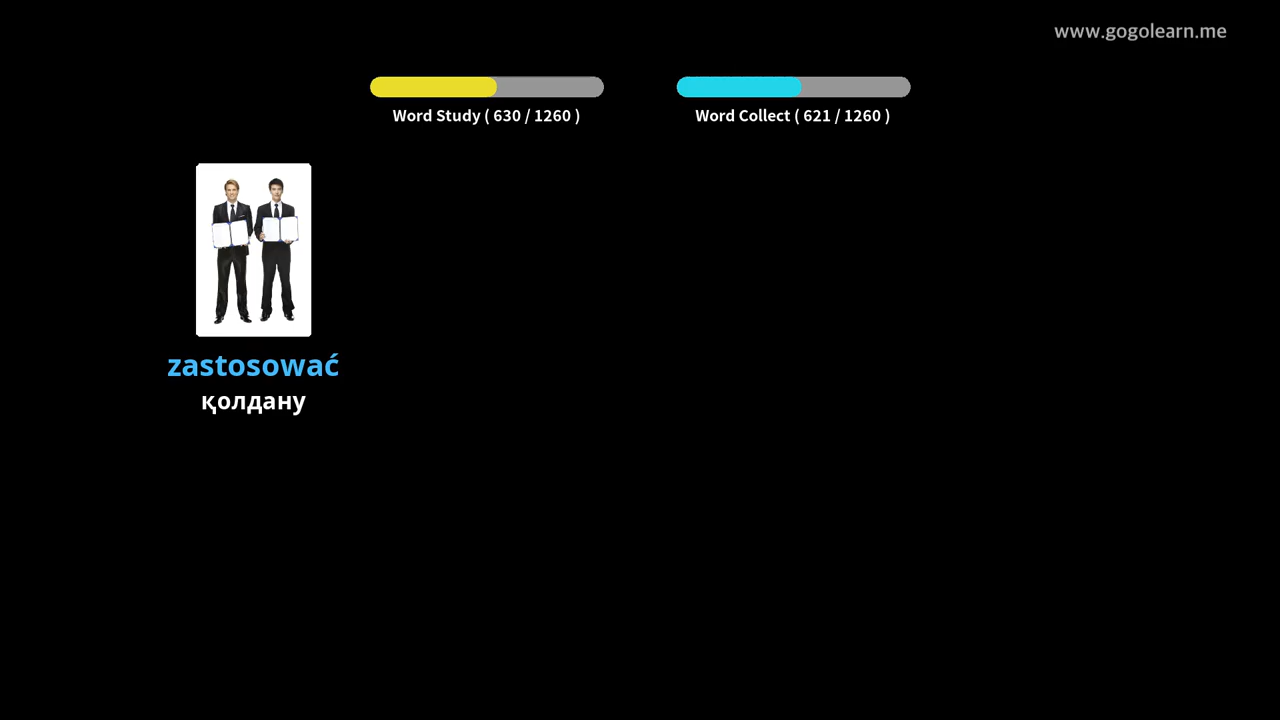 www.gogolearn.me
Word Study ( 630 / 1260 )
Word Collect ( 621 / 1260 )
zastosować
қолдану